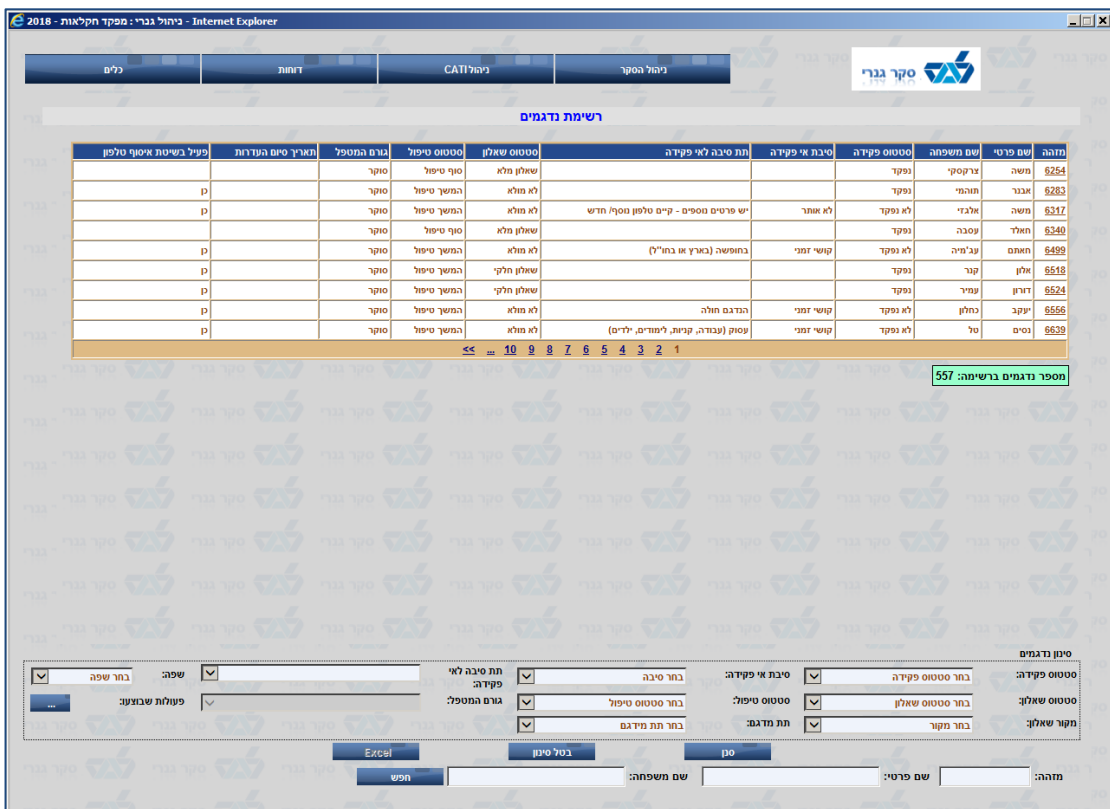 ניהול גנרי : מפקד חקלאות - 2018 - Internet Explorer
סקר גנרי
ניהול הסקר ניהול CATI דוחות כלים
רשימת נדגמים
מזהה שם פרטי שם משפחה סטטוס פקידה סיבת אי פקידה תת סיבה לאי פקידה סטטוס שאלון סטטוס טיפול גורם המטפל תאריך סיום העדרות פעיל בשיטת איסוף טלפון
6254 משה צרקסקי נפקד שאלון מלא סוף טיפול סוקר
6283 אבנר תוהמי נפקד לא מולא המשך טיפול סוקר כן
6317 משה אלגזי לא נפקד לא אותר יש פרטים נוספים - קיים טלפון נוסף/ חדש לא מולא המשך טיפול סוקר כן
6340 חאלד עסבה נפקד שאלון מלא סוף טיפול סוקר
6499 חאתם עג'מיה לא נפקד קושי זמני בחופשה (בארץ או בחו''ל) לא מולא המשך טיפול סוקר כן
6518 אלון קנר נפקד שאלון חלקי המשך טיפול סוקר כן
6524 דורון עמיר נפקד שאלון חלקי המשך טיפול סוקר כן
6556 יעקב כחלון לא נפקד קושי זמני הנדגם חולה לא מולא המשך טיפול סוקר כן
6639 נסים טל לא נפקד קושי זמני עסוק (עבודה, קניות, לימודים, ילדים) לא מולא המשך טיפול סוקר כן
1 2 3 4 5 6 7 8 9 10 ... >>
מספר נדגמים ברשימה: 557
סינון נדגמים
סטטוס פקידה: בחר סטטוס פקידה סיבת אי פקידה: בחר סיבה תת סיבה לאי פקידה: שפה: בחר שפה
סטטוס שאלון: בחר סטטוס שאלון סטטוס טיפול: בחר סטטוס טיפול גורם המטפל: פעולות שבוצעו: ...
מקור שאלון: בחר מקור תת מדגם: בחר תת מידגם
סנן בטל סינון Excel
מזהה: שם פרטי: שם משפחה: חפש